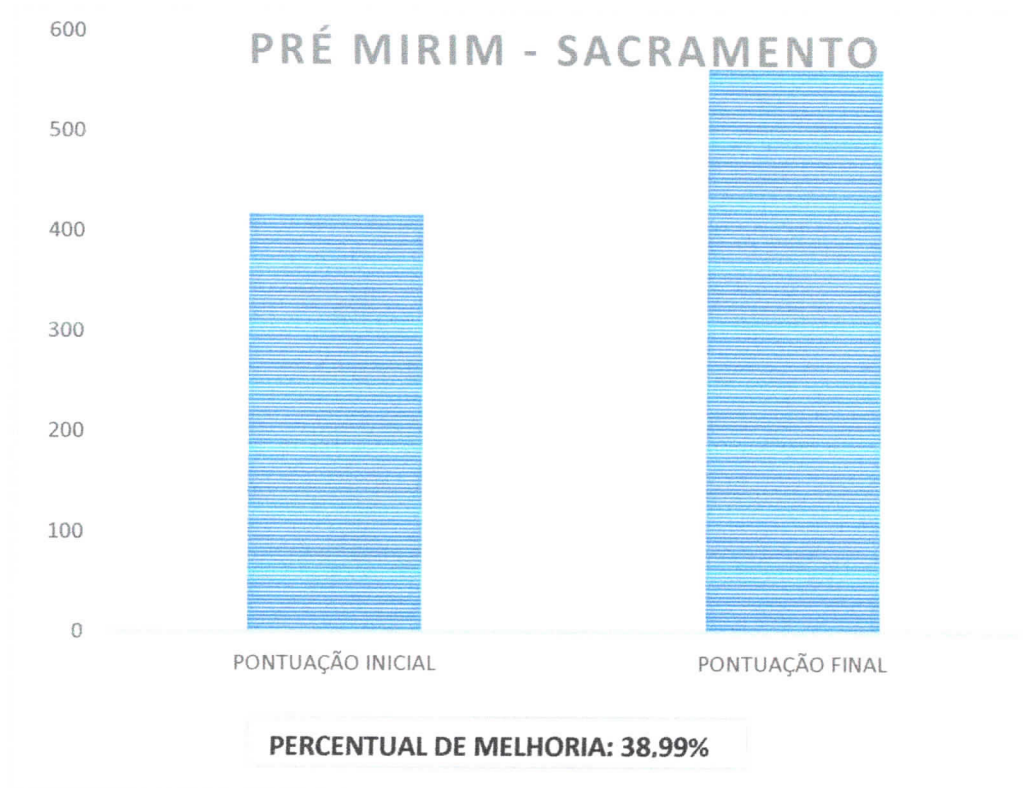 PRÉ MIRIM - SACRAMENTO
600
500
400
300
200
100
0
PONTUAÇÃO INICIAL
PONTUAÇÃO FINAL
PERCENTUAL DE MELHORIA: 38,99%